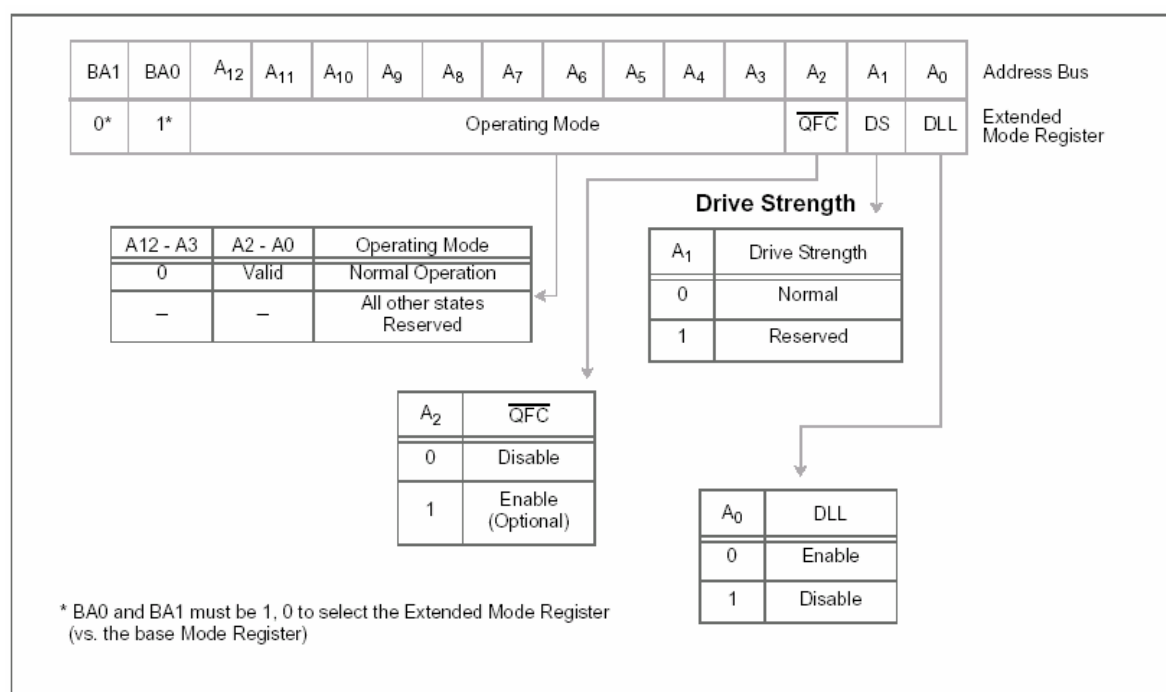 BA1 BA0 A12 A11 A10 A9 A8 A7 A6 A5 A4 A3 A2 A1 A0 Address Bus
0* 1* Operating Mode Q̅F̅C̅ DS DLL Extended
Mode Register
Drive Strength
A12 - A3 A2 - A0 Operating Mode
0 Valid Normal Operation
– – All other states
Reserved
A1 Drive Strength
0 Normal
1 Reserved
A2 Q̅F̅C̅
0 Disable
1 Enable
(Optional)
A0 DLL
0 Enable
1 Disable
* BA0 and BA1 must be 1, 0 to select the Extended Mode Register
(vs. the base Mode Register)